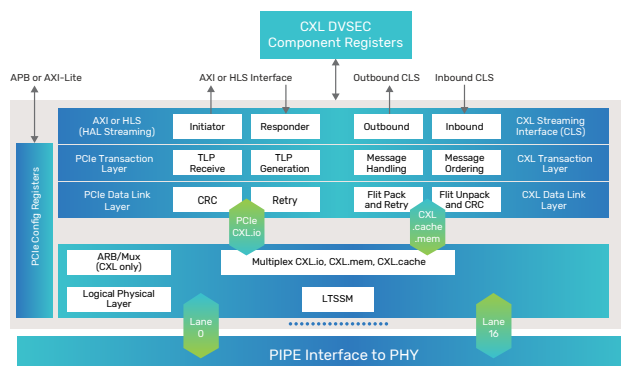 CXL DVSEC
Component Registers
APB or AXI-Lite
AXI or HLS Interface
Outbound CLS
Inbound CLS
AXI or HLS
(HAL Streaming)
Initiator
Responder
Outbound
Inbound
CXL Streaming
Interface (CLS)
PCIe Transaction
Layer
TLP
Receive
TLP
Generation
Message
Handling
Message
Ordering
CXL Transaction
Layer
PCIe Data Link
Layer
CRC
Retry
Flit Pack
and Retry
Flit Unpack
and CRC
CXL Data Link
Layer
PCIe Config Registers
PCIe
CXL.io
CXL
.cache
.mem
ARB/Mux
(CXL only)
Multiplex CXL.io, CXL.mem, CXL.cache
Logical Physical
Layer
LTSSM
Lane
0
Lane
16
PIPE Interface to PHY